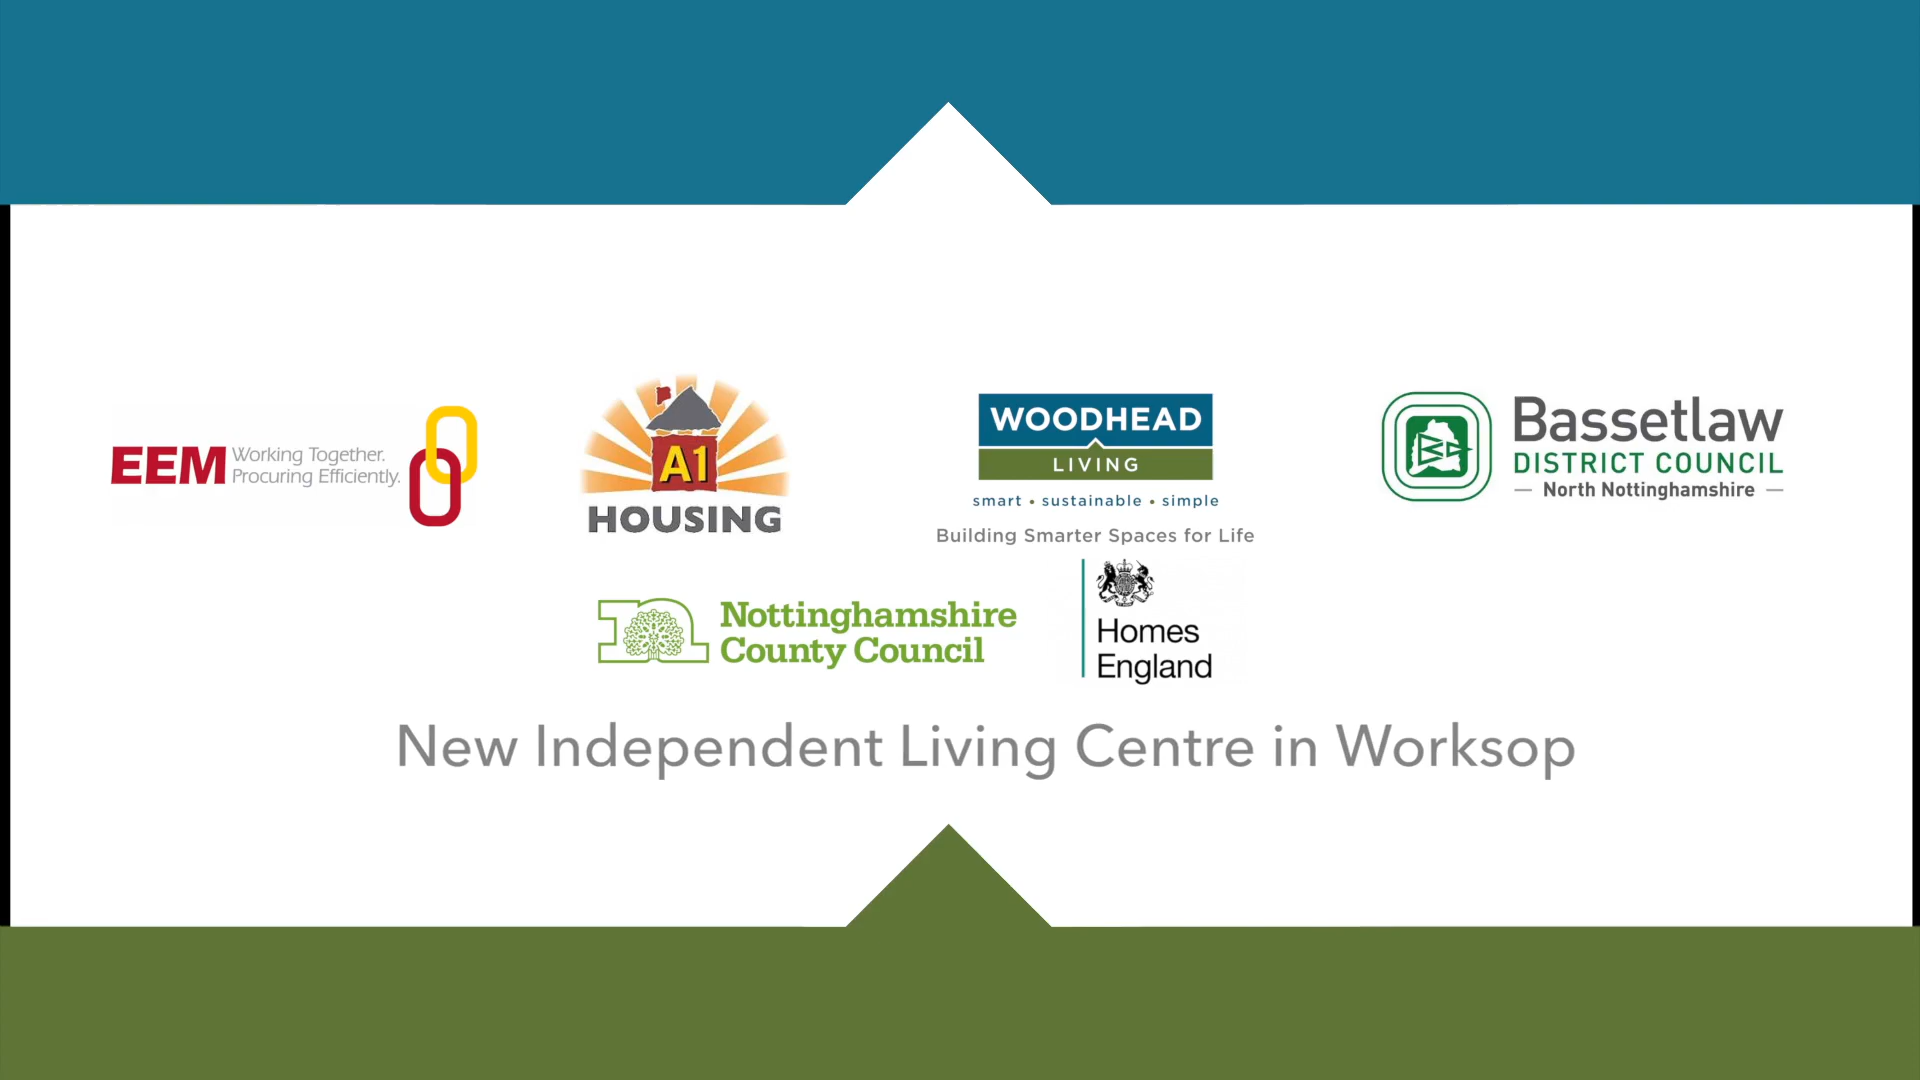 EEM
Working Together.
Procuring Efficiently.
A1
HOUSING
WOODHEAD
LIVING
smart • sustainable • simple
Building Smarter Spaces for Life
Bassetlaw
DISTRICT COUNCIL
— North Nottinghamshire —
Nottinghamshire
County Council
Homes
England
New Independent Living Centre in Worksop